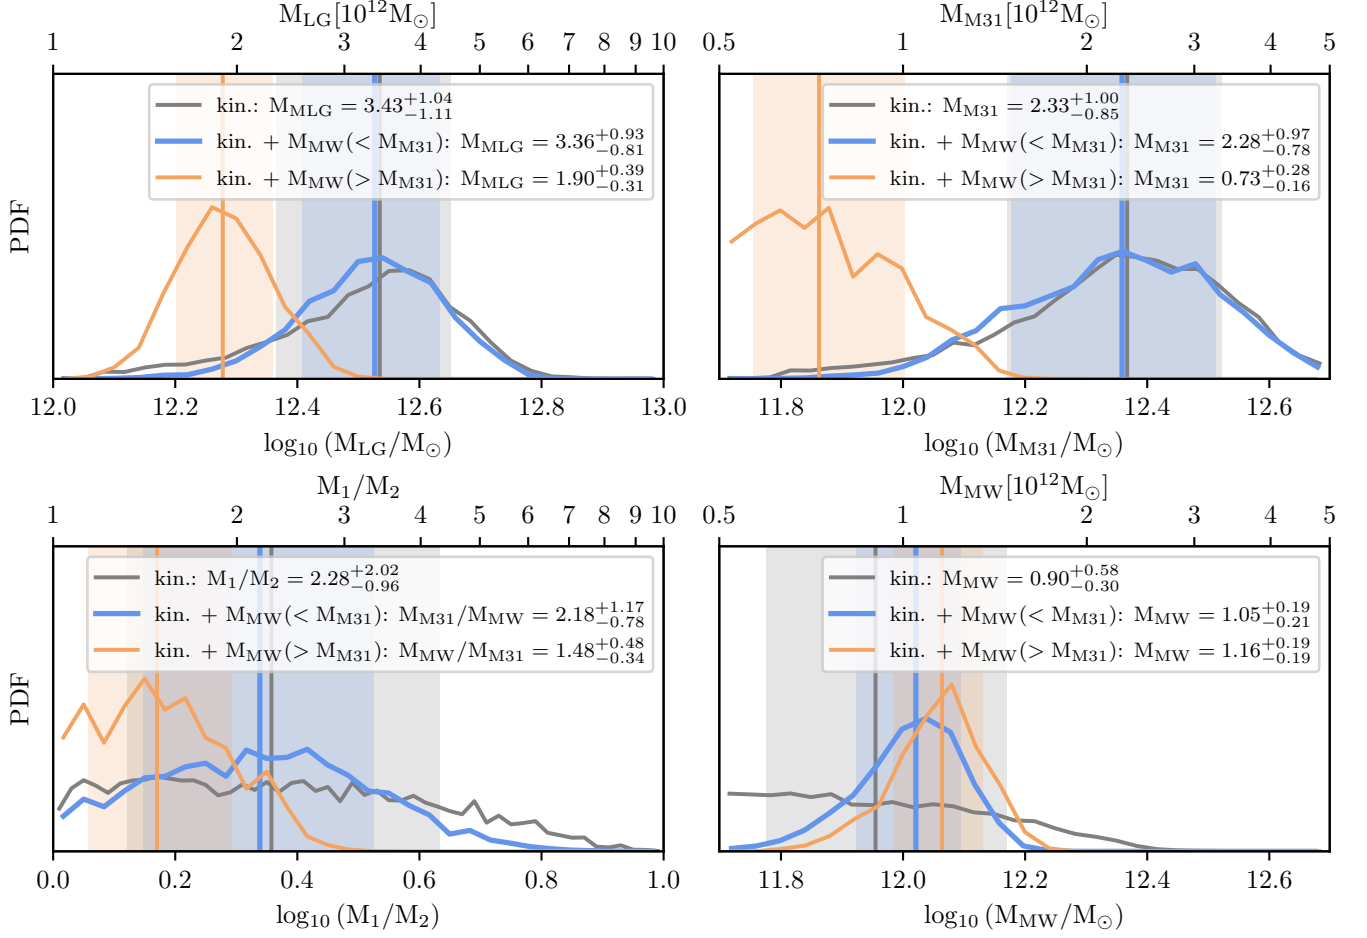 M_LG[10^12 M_⊙]
1 2 3 4 5 6 7 8 9 10
kin.: M_MLG = 3.43^{+1.04}_{-1.11}
kin. + M_MW(< M_M31): M_MLG = 3.36^{+0.93}_{-0.81}
kin. + M_MW(> M_M31): M_MLG = 1.90^{+0.39}_{-0.31}
PDF
12.0 12.2 12.4 12.6 12.8 13.0
log_10 (M_LG/M_⊙)
M_M31[10^12 M_⊙]
0.5 1 2 3 4 5
kin.: M_M31 = 2.33^{+1.00}_{-0.85}
kin. + M_MW(< M_M31): M_M31 = 2.28^{+0.97}_{-0.78}
kin. + M_MW(> M_M31): M_M31 = 0.73^{+0.28}_{-0.16}
11.8 12.0 12.2 12.4 12.6
log_10 (M_M31/M_⊙)
M_1/M_2
1 2 3 4 5 6 7 8 9 10
kin.: M_1/M_2 = 2.28^{+2.02}_{-0.96}
kin. + M_MW(< M_M31): M_M31/M_MW = 2.18^{+1.17}_{-0.78}
kin. + M_MW(> M_M31): M_MW/M_M31 = 1.48^{+0.48}_{-0.34}
PDF
0.0 0.2 0.4 0.6 0.8 1.0
log_10 (M_1/M_2)
M_MW[10^12 M_⊙]
0.5 1 2 3 4 5
kin.: M_MW = 0.90^{+0.58}_{-0.30}
kin. + M_MW(< M_M31): M_MW = 1.05^{+0.19}_{-0.21}
kin. + M_MW(> M_M31): M_MW = 1.16^{+0.19}_{-0.19}
11.8 12.0 12.2 12.4 12.6
log_10 (M_MW/M_⊙)